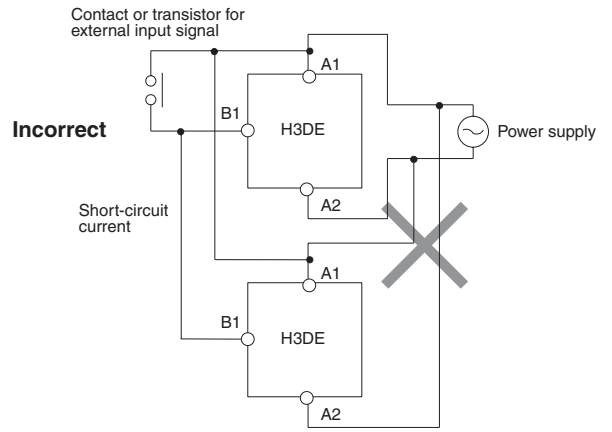 Contact or transistor for
external input signal
A1
B1
H3DE
Incorrect
Power supply
A2
Short-circuit
current
A1
B1
H3DE
A2